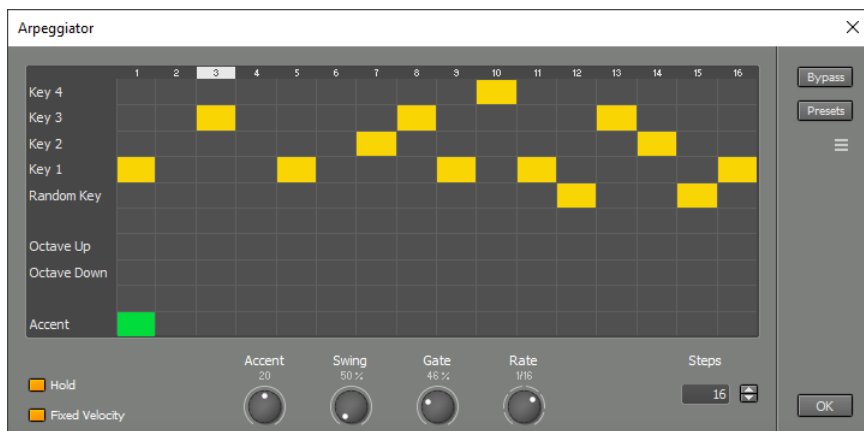 Arpeggiator
1 2 3 4 5 6 7 8 9 10 11 12 13 14 15 16
Bypass
Key 4
Key 3
Presets
Key 2
Key 1
Random Key
Octave Up
Octave Down
Accent
Accent Swing Gate Rate Steps
20 50 % 46 % 1/16
Hold
16
Fixed Velocity
OK